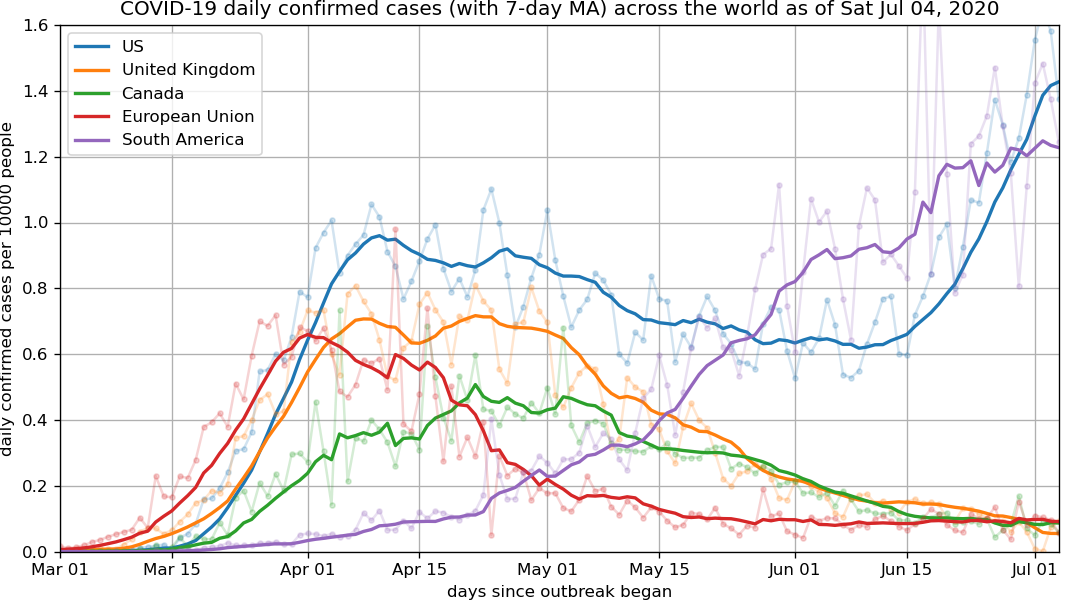 COVID-19 daily confirmed cases (with 7-day MA) across the world as of Sat Jul 04, 2020
US
United Kingdom
Canada
European Union
South America
daily confirmed cases per 10000 people
1.6
1.4
1.2
1.0
0.8
0.6
0.4
0.2
0.0
Mar 01 Mar 15 Apr 01 Apr 15 May 01 May 15 Jun 01 Jun 15 Jul 01
days since outbreak began